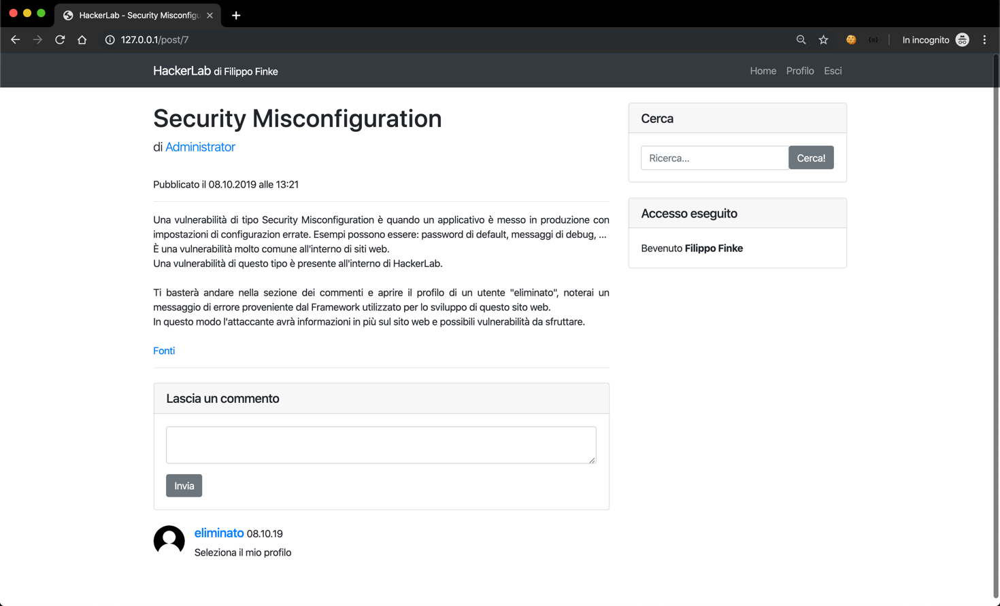 HackerLab - Security Misconfigu
127.0.0.1/post/7
In incognito
HackerLab di Filippo Finke
Home Profilo Esci
Security Misconfiguration
di Administrator
Pubblicato il 08.10.2019 alle 13:21
Una vulnerabilità di tipo Security Misconfiguration è quando un applicativo è messo in produzione con
impostazioni di configurazion errate. Esempi possono essere: password di default, messaggi di debug, ...
È una vulnerabilità molto comune all'interno di siti web.
Una vulnerabilità di questo tipo è presente all'interno di HackerLab.
Ti basterà andare nella sezione dei commenti e aprire il profilo di un utente "eliminato", noterai un
messaggio di errore proveniente dal Framework utilizzato per lo sviluppo di questo sito web.
In questo modo l'attaccante avrà informazioni in più sul sito web e possibili vulnerabilità da sfruttare.
Fonti
Lascia un commento
Invia
eliminato 08.10.19
Seleziona il mio profilo
Cerca
Ricerca...
Cerca!
Accesso eseguito
Bevenuto Filippo Finke